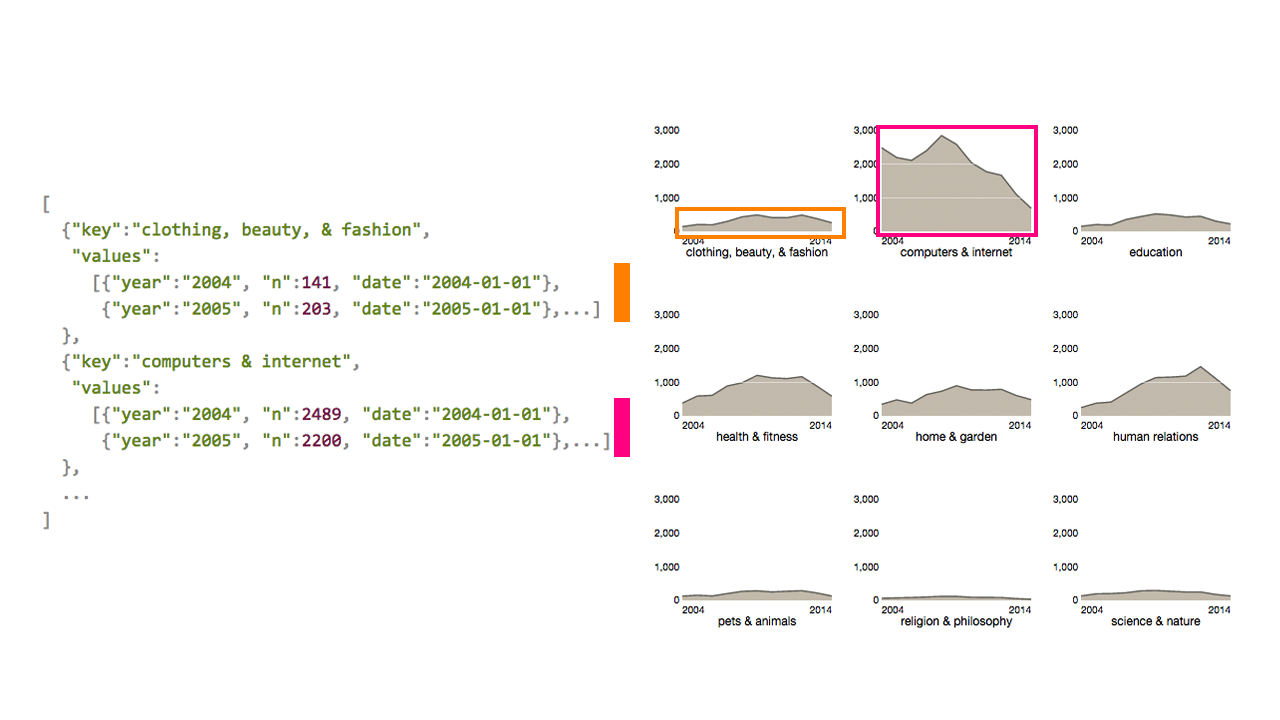 [
{"key":"clothing, beauty, & fashion",
"values":
[{"year":"2004", "n":141, "date":"2004-01-01"},
{"year":"2005", "n":203, "date":"2005-01-01"},...]
},
{"key":"computers & internet",
"values":
[{"year":"2004", "n":2489, "date":"2004-01-01"},
{"year":"2005", "n":2200, "date":"2005-01-01"},...]
},
...
]
3,000
2,000
1,000
0
2004 2014
clothing, beauty, & fashion
3,000
2,000
1,000
0
2004 2014
computers & internet
3,000
2,000
1,000
0
2004 2014
education
3,000
2,000
1,000
0
2004 2014
health & fitness
3,000
2,000
1,000
0
2004 2014
home & garden
3,000
2,000
1,000
0
2004 2014
human relations
3,000
2,000
1,000
0
2004 2014
pets & animals
3,000
2,000
1,000
0
2004 2014
religion & philosophy
3,000
2,000
1,000
0
2004 2014
science & nature